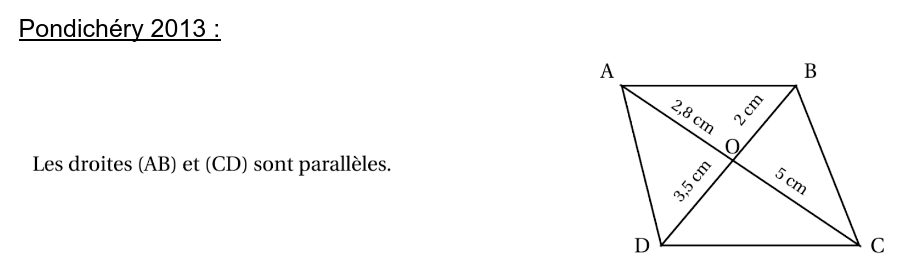 Pondichéry 2013 :
A
B
2,8 cm
2 cm
O
Les droites (AB) et (CD) sont parallèles.
3,5 cm
5 cm
D
C